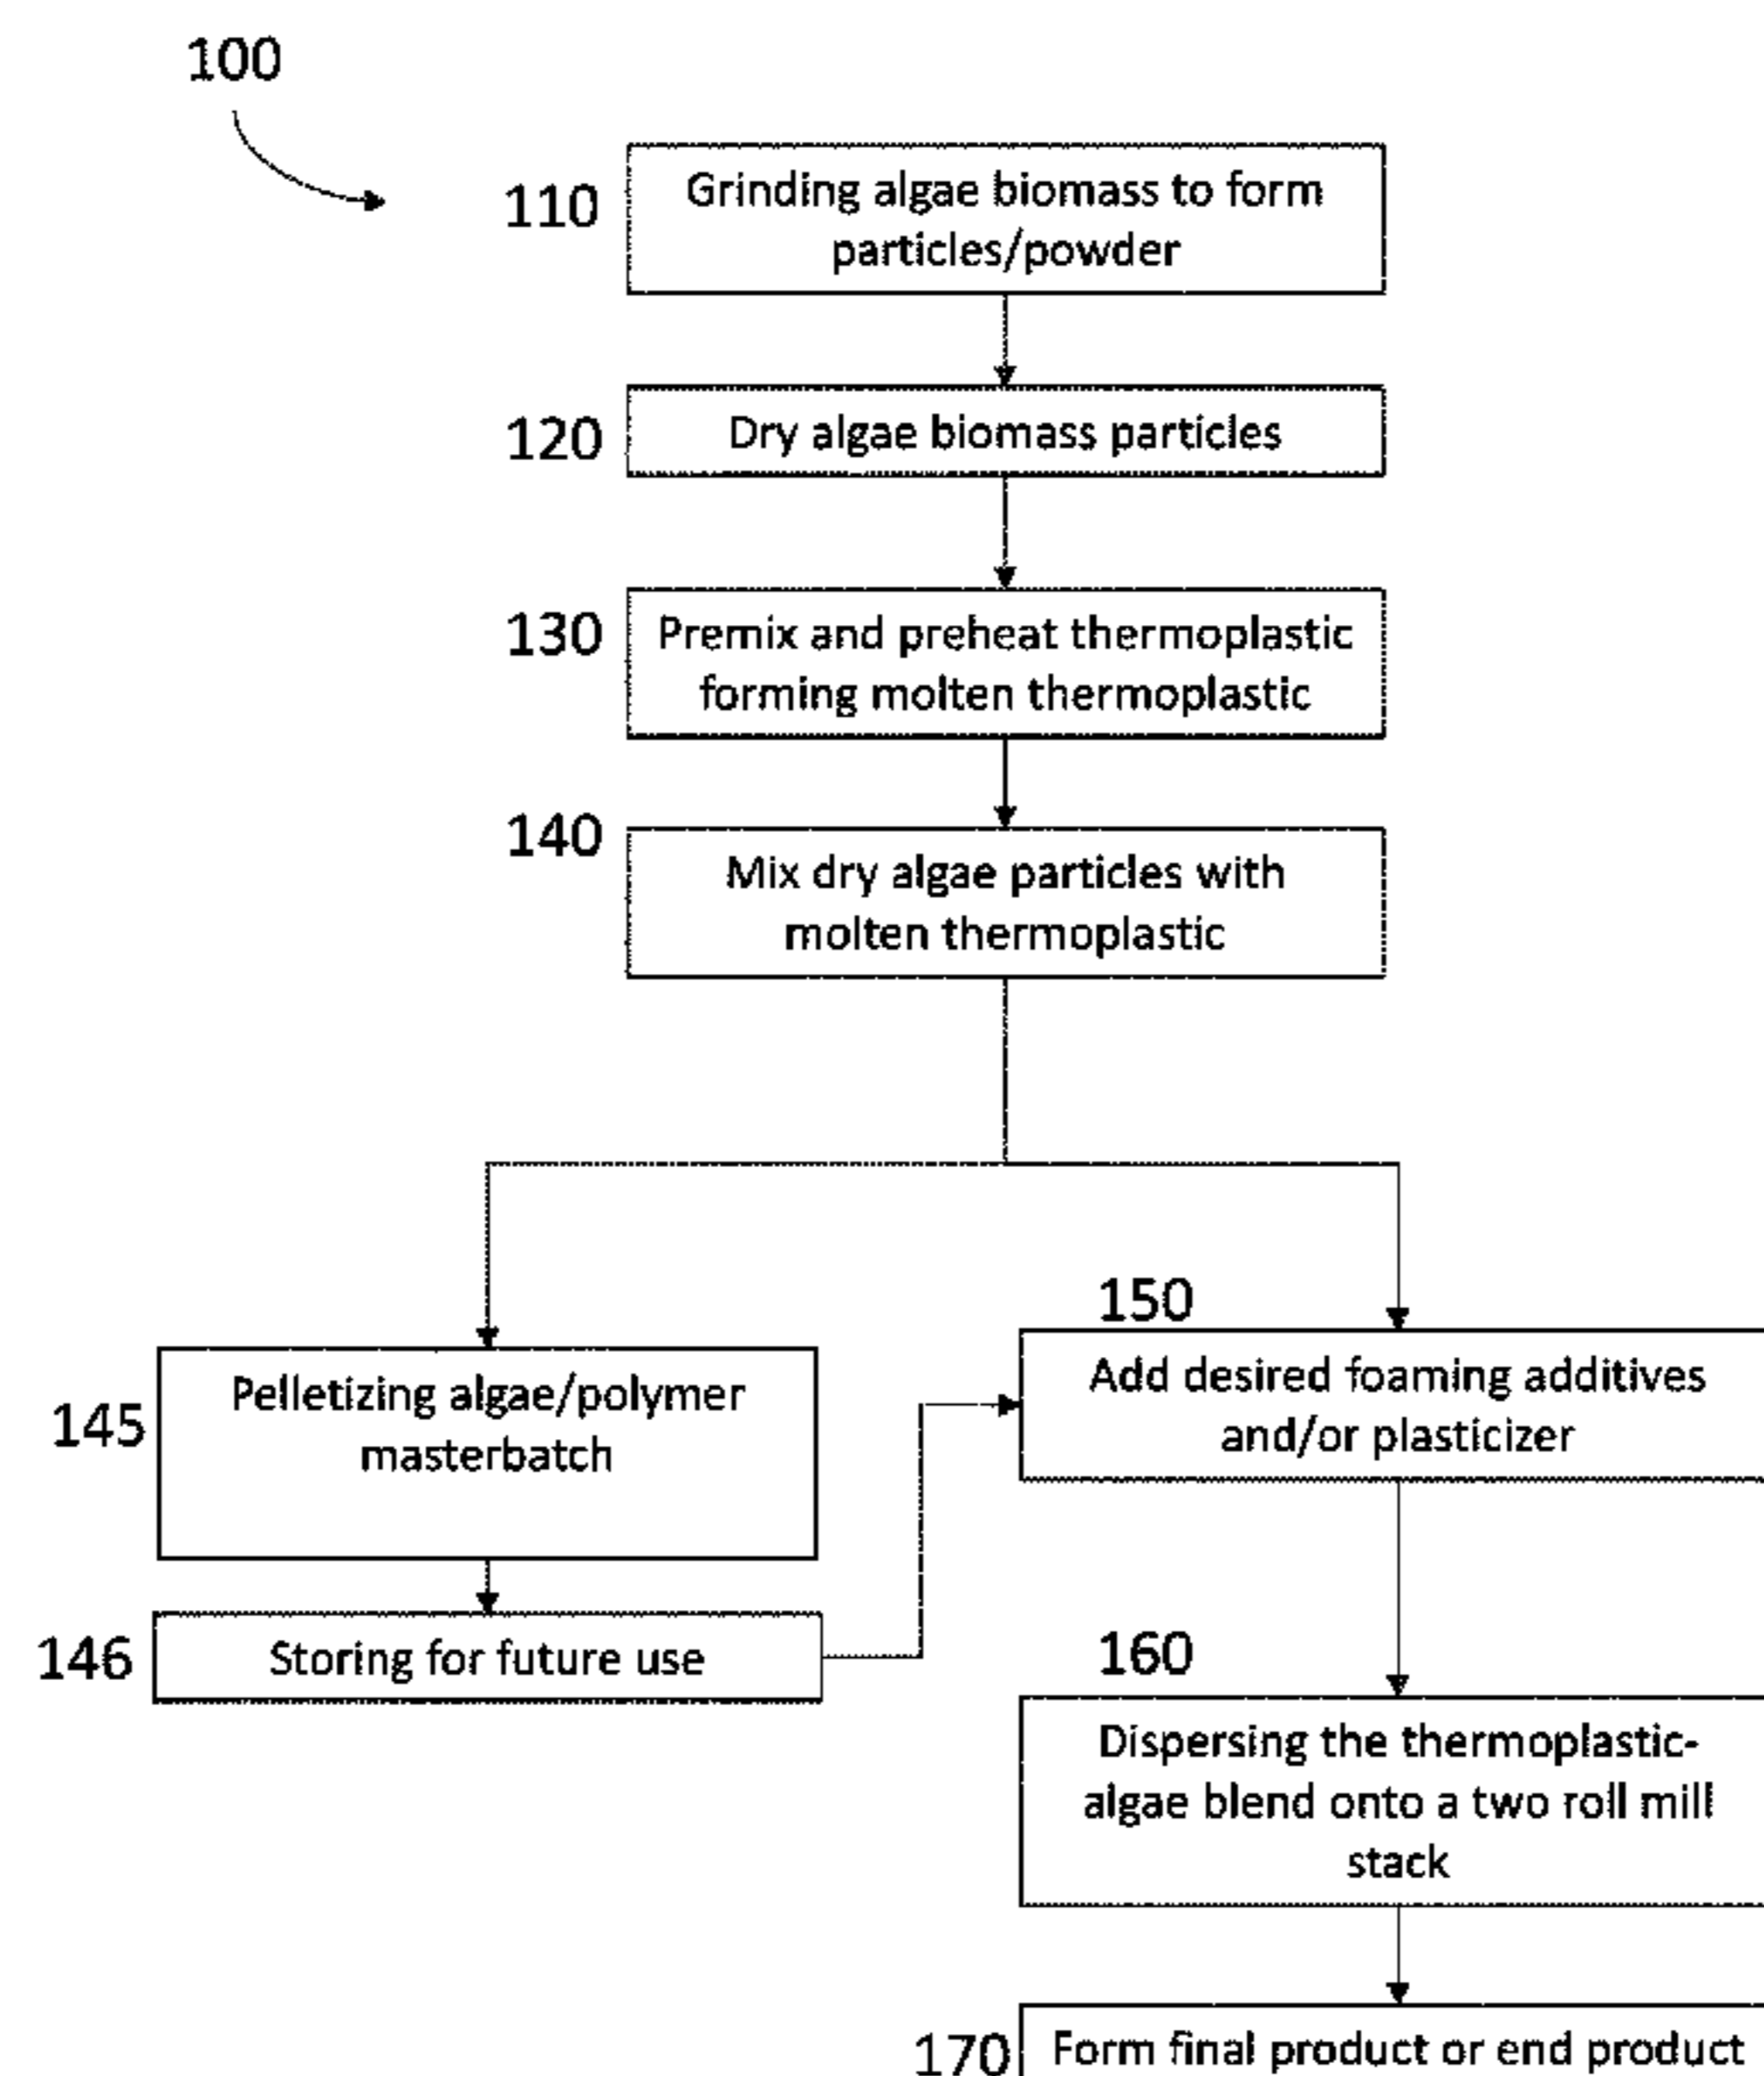 100
110
Grinding algae biomass to form
particles/powder
120
Dry algae biomass particles
130
Premix and preheat thermoplastic
forming molten thermoplastic
140
Mix dry algae particles with
molten thermoplastic
145
Pelletizing algae/polymer
masterbatch
146
Storing for future use
150
Add desired foaming additives
and/or plasticizer
160
Dispersing the thermoplastic-
algae blend onto a two roll mill
stack
170
Form final product or end product